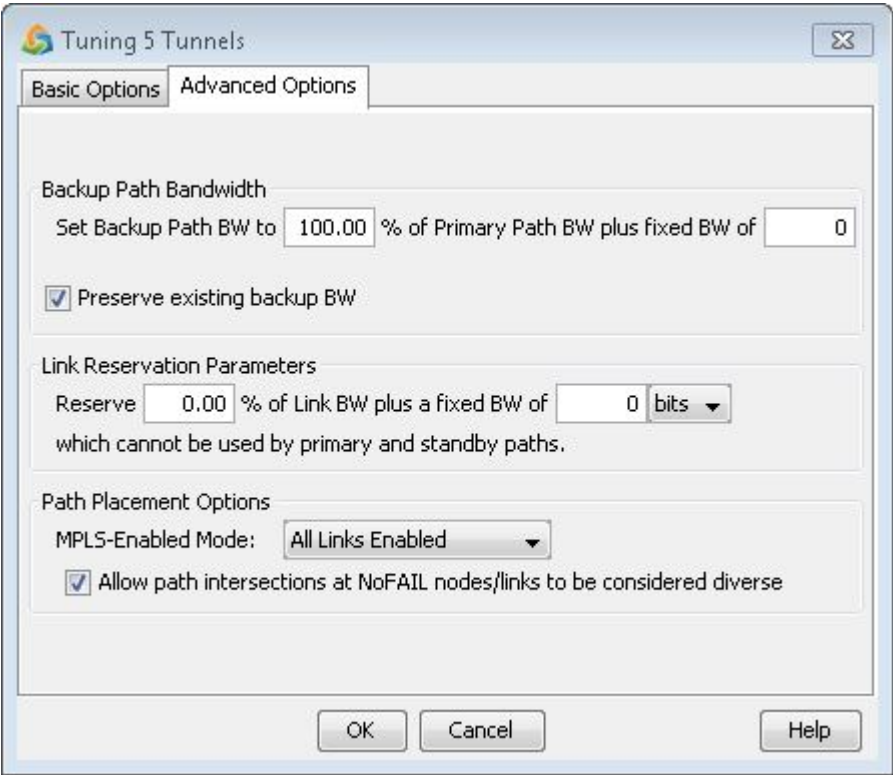 Tuning 5 Tunnels
Basic Options Advanced Options
Backup Path Bandwidth
Set Backup Path BW to 100.00 % of Primary Path BW plus fixed BW of 0
Preserve existing backup BW
Link Reservation Parameters
Reserve 0.00 % of Link BW plus a fixed BW of 0 bits
which cannot be used by primary and standby paths.
Path Placement Options
MPLS-Enabled Mode: All Links Enabled
Allow path intersections at NoFAIL nodes/links to be considered diverse
OK Cancel Help